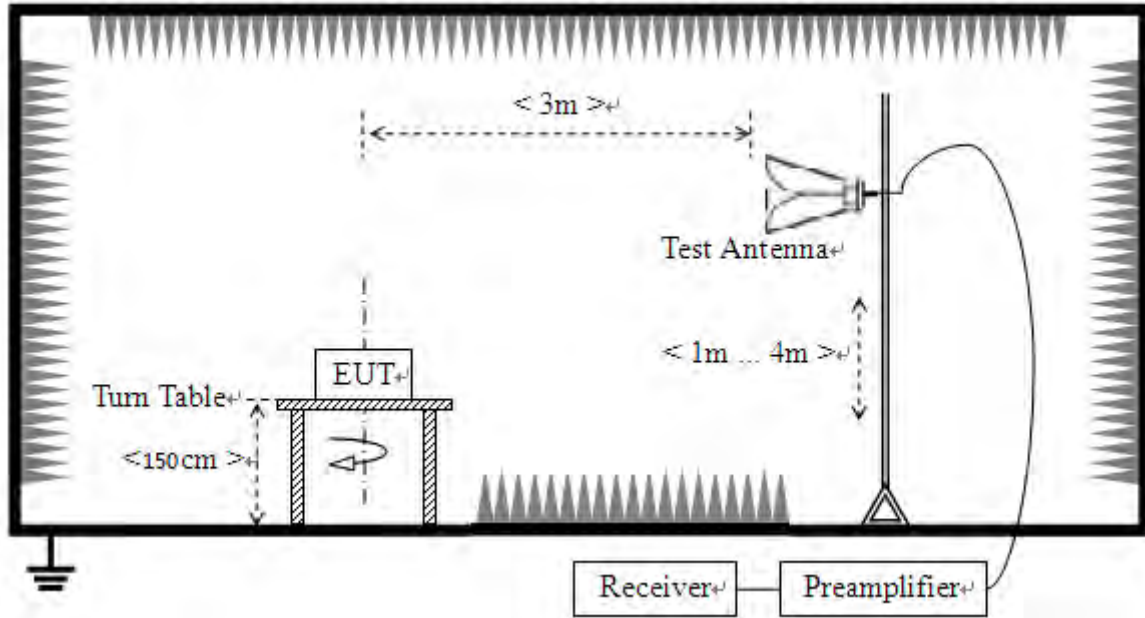 < 3m >
Test Antenna
< 1m ... 4m >
EUT
Turn Table
<150cm >
Receiver
Preamplifier